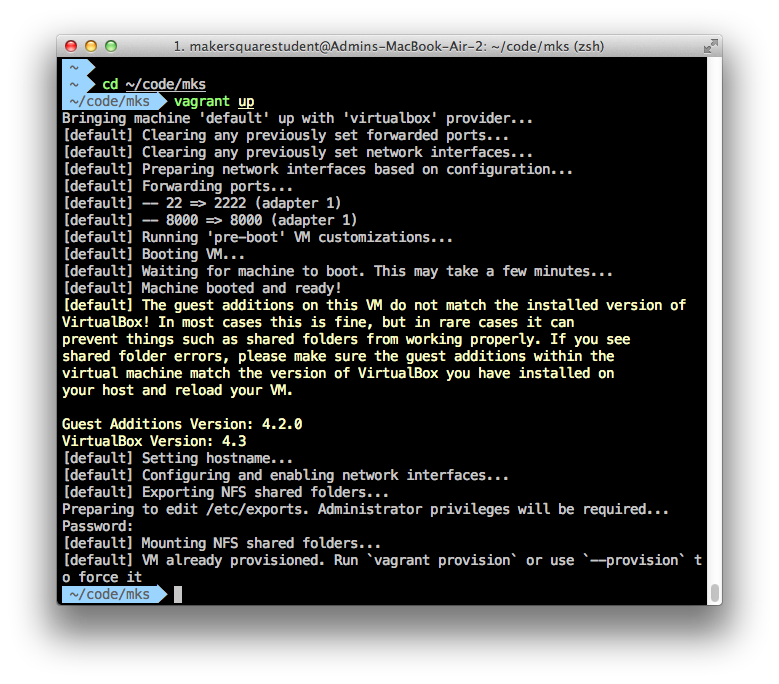 1. makersquarestudent@Admins-MacBook-Air-2: ~/code/mks (zsh)
~
~ cd ~/code/mks
~/code/mks vagrant up
Bringing machine 'default' up with 'virtualbox' provider...
[default] Clearing any previously set forwarded ports...
[default] Clearing any previously set network interfaces...
[default] Preparing network interfaces based on configuration...
[default] Forwarding ports...
[default] -- 22 => 2222 (adapter 1)
[default] -- 8000 => 8000 (adapter 1)
[default] Running 'pre-boot' VM customizations...
[default] Booting VM...
[default] Waiting for machine to boot. This may take a few minutes...
[default] Machine booted and ready!
[default] The guest additions on this VM do not match the installed version of
VirtualBox! In most cases this is fine, but in rare cases it can
prevent things such as shared folders from working properly. If you see
shared folder errors, please make sure the guest additions within the
virtual machine match the version of VirtualBox you have installed on
your host and reload your VM.
Guest Additions Version: 4.2.0
VirtualBox Version: 4.3
[default] Setting hostname...
[default] Configuring and enabling network interfaces...
[default] Exporting NFS shared folders...
Preparing to edit /etc/exports. Administrator privileges will be required...
Password:
[default] Mounting NFS shared folders...
[default] VM already provisioned. Run `vagrant provision` or use `--provision` t
o force it
~/code/mks